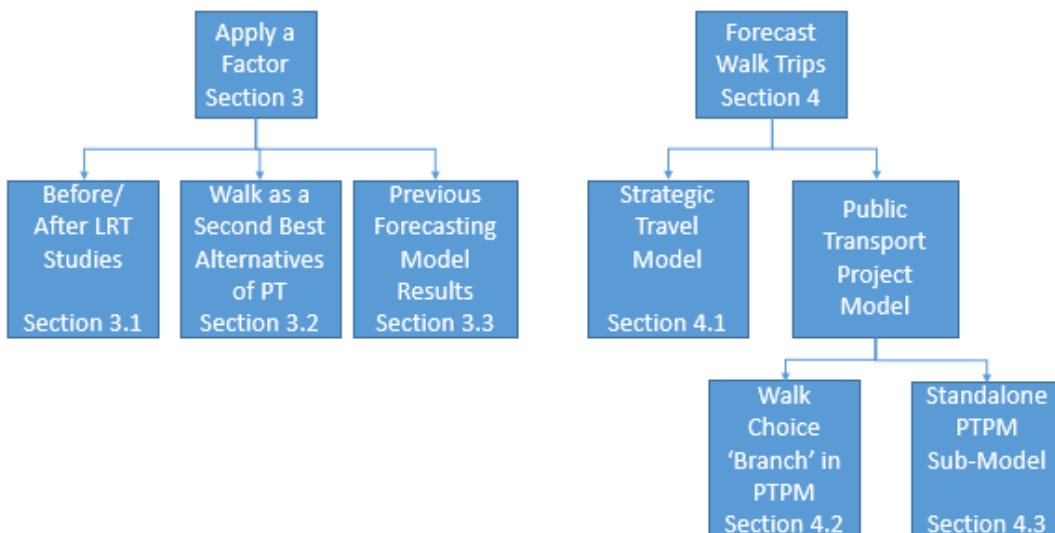 Apply a
Factor
Section 3
Before/
After LRT
Studies
Section 3.1
Walk as a
Second Best
Alternatives
of PT
Section 3.2
Previous
Forecasting
Model
Results
Section 3.3
Forecast
Walk Trips
Section 4
Strategic
Travel
Model
Section 4.1
Public
Transport
Project
Model
Walk
Choice
‘Branch’ in
PTPM
Section 4.2
Standalone
PTPM
Sub-Model
Section 4.3